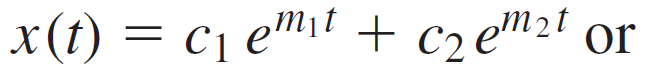 x(t) = c₁ e^{m₁t} + c₂ e^{m₂t} or